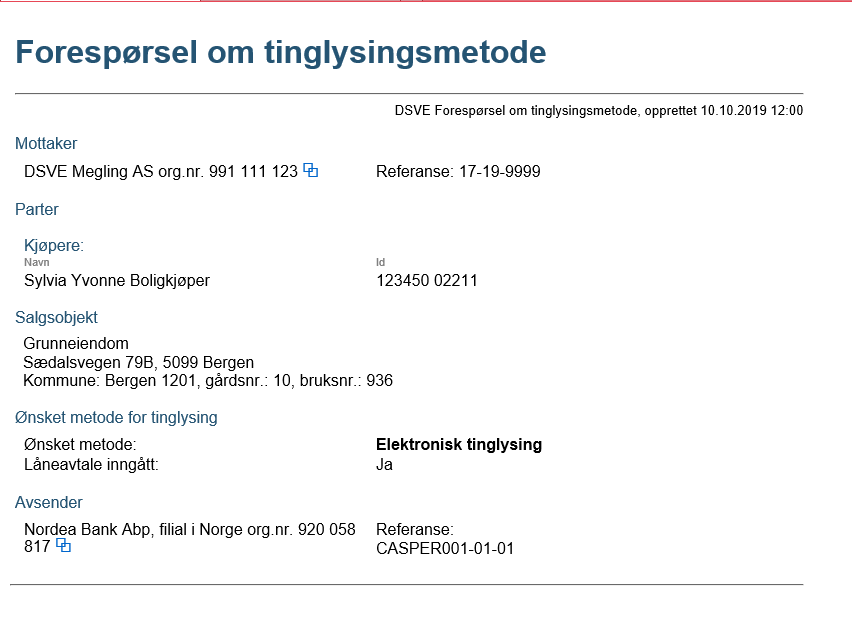 Forespørsel om tinglysingsmetode
DSVE Forespørsel om tinglysingsmetode, opprettet 10.10.2019 12:00
Mottaker
DSVE Megling AS org.nr. 991 111 123 Referanse: 17-19-9999
Parter
Kjøpere:
Navn Id
Sylvia Yvonne Boligkjøper 123450 02211
Salgsobjekt
Grunneiendom
Sædalsvegen 79B, 5099 Bergen
Kommune: Bergen 1201, gårdsnr.: 10, bruksnr.: 936
Ønsket metode for tinglysing
Ønsket metode: Elektronisk tinglysing
Låneavtale inngått: Ja
Avsender
Nordea Bank Abp, filial i Norge org.nr. 920 058 Referanse:
817 CASPER001-01-01